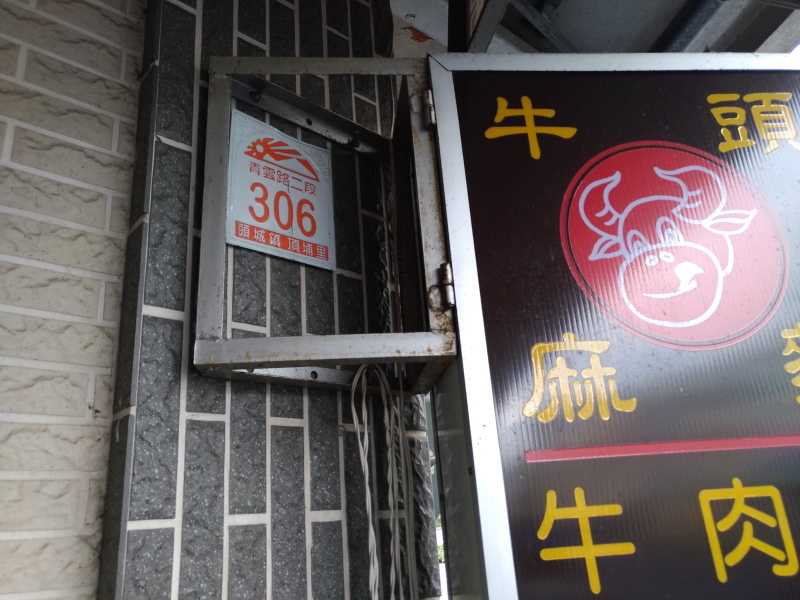 青雲路二段
306
頭城鎮 頂埔里
牛頭
麻
牛肉